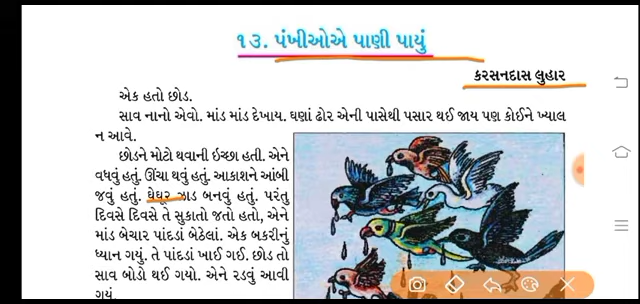 ૧૩. પંખીઓએ પાણી પાયું
કરસનદાસ લુહાર
એક હતો છોડ.
સાવ નાનો એવો. માંડ માંડ દેખાય. ઘણાં ઢોર એની પાસેથી પસાર થઈ જાય પણ કોઈને ખ્યાલ
ન આવે.
છોડને મોટો થવાની ઇચ્છા હતી. એને
વધવું હતું. ઊંચા થવું હતું. આકાશને આંબી
જવું હતું. ઘેઘૂર ઝાડ બનવું હતું. પરંતુ
દિવસે દિવસે તે સુકાતો જતો હતો, એને
માંડ બેચાર પાંદડાં બેઠેલાં. એક બકરીનું
ધ્યાન ગયું. તે પાંદડાં ખાઈ ગઈ. છોડ તો
સાવ બોડો થઈ ગયો. એને રડવું આવી
ગયું.